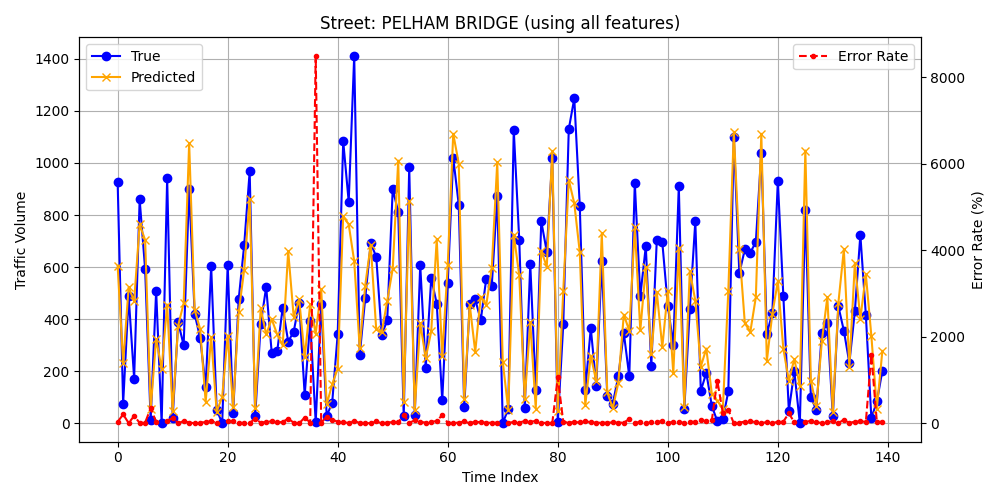 Street: PELHAM BRIDGE (using all features)
True
Predicted
Error Rate
Traffic Volume
1400
1200
1000
800
600
400
200
0
8000
6000
4000
2000
0
Error Rate (%)
0 20 40 60 80 100 120 140
Time Index